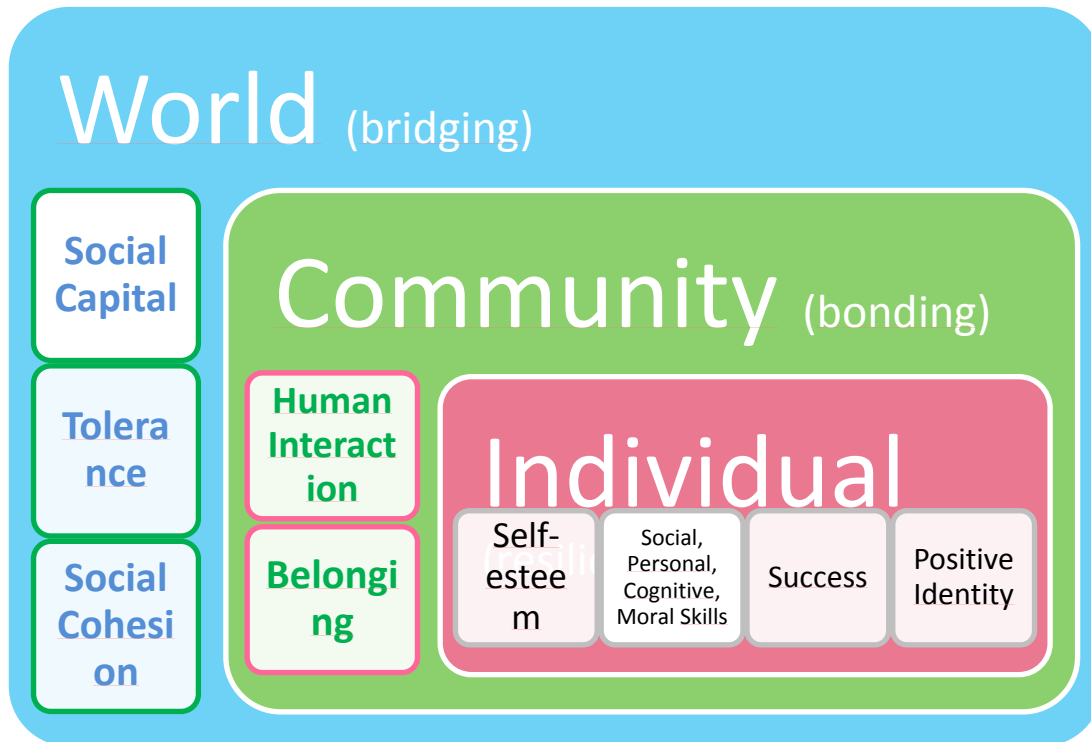 World (bridging)
Social
Capital
Tolera
nce
Social
Cohesi
on
Community (bonding)
Human
Interact
ion
Belongi
ng
Individual
Self-
estee
m
Social,
Personal,
Cognitive,
Moral Skills
Success
Positive
Identity